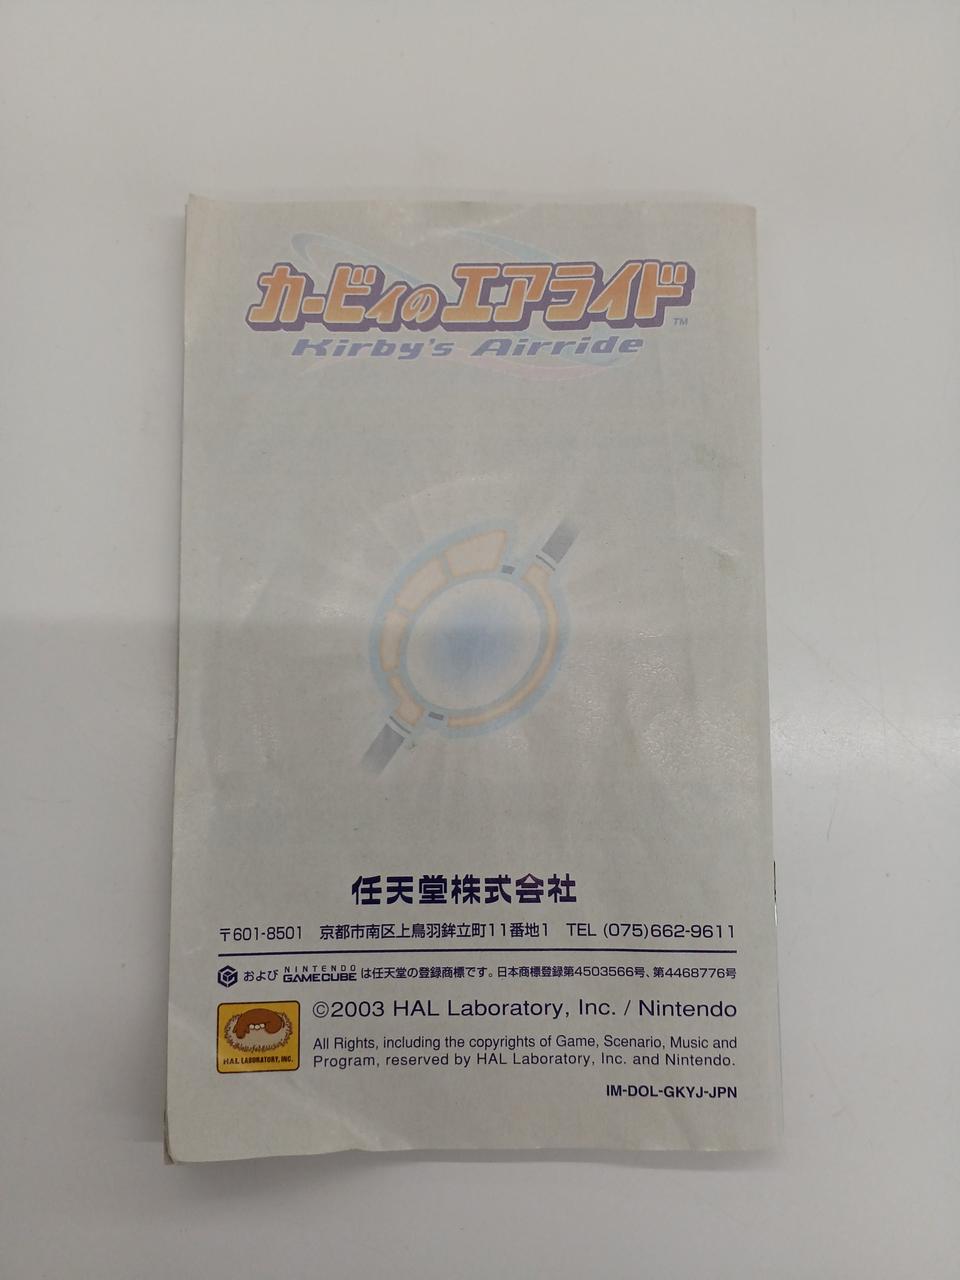 カービィのエアライド TM
Kirby's Airride
任天堂株式会社
〒601-8501 京都市南区上鳥羽鉾立町11番地1 TEL (075)662-9611
および NINTENDO GAMECUBE は任天堂の登録商標です。日本商標登録第4503566号、第4468776号
©2003 HAL Laboratory, Inc. / Nintendo
HAL LABORATORY, INC.
All Rights, including the copyrights of Game, Scenario, Music and
Program, reserved by HAL Laboratory, Inc. and Nintendo.
IM-DOL-GKYJ-JPN